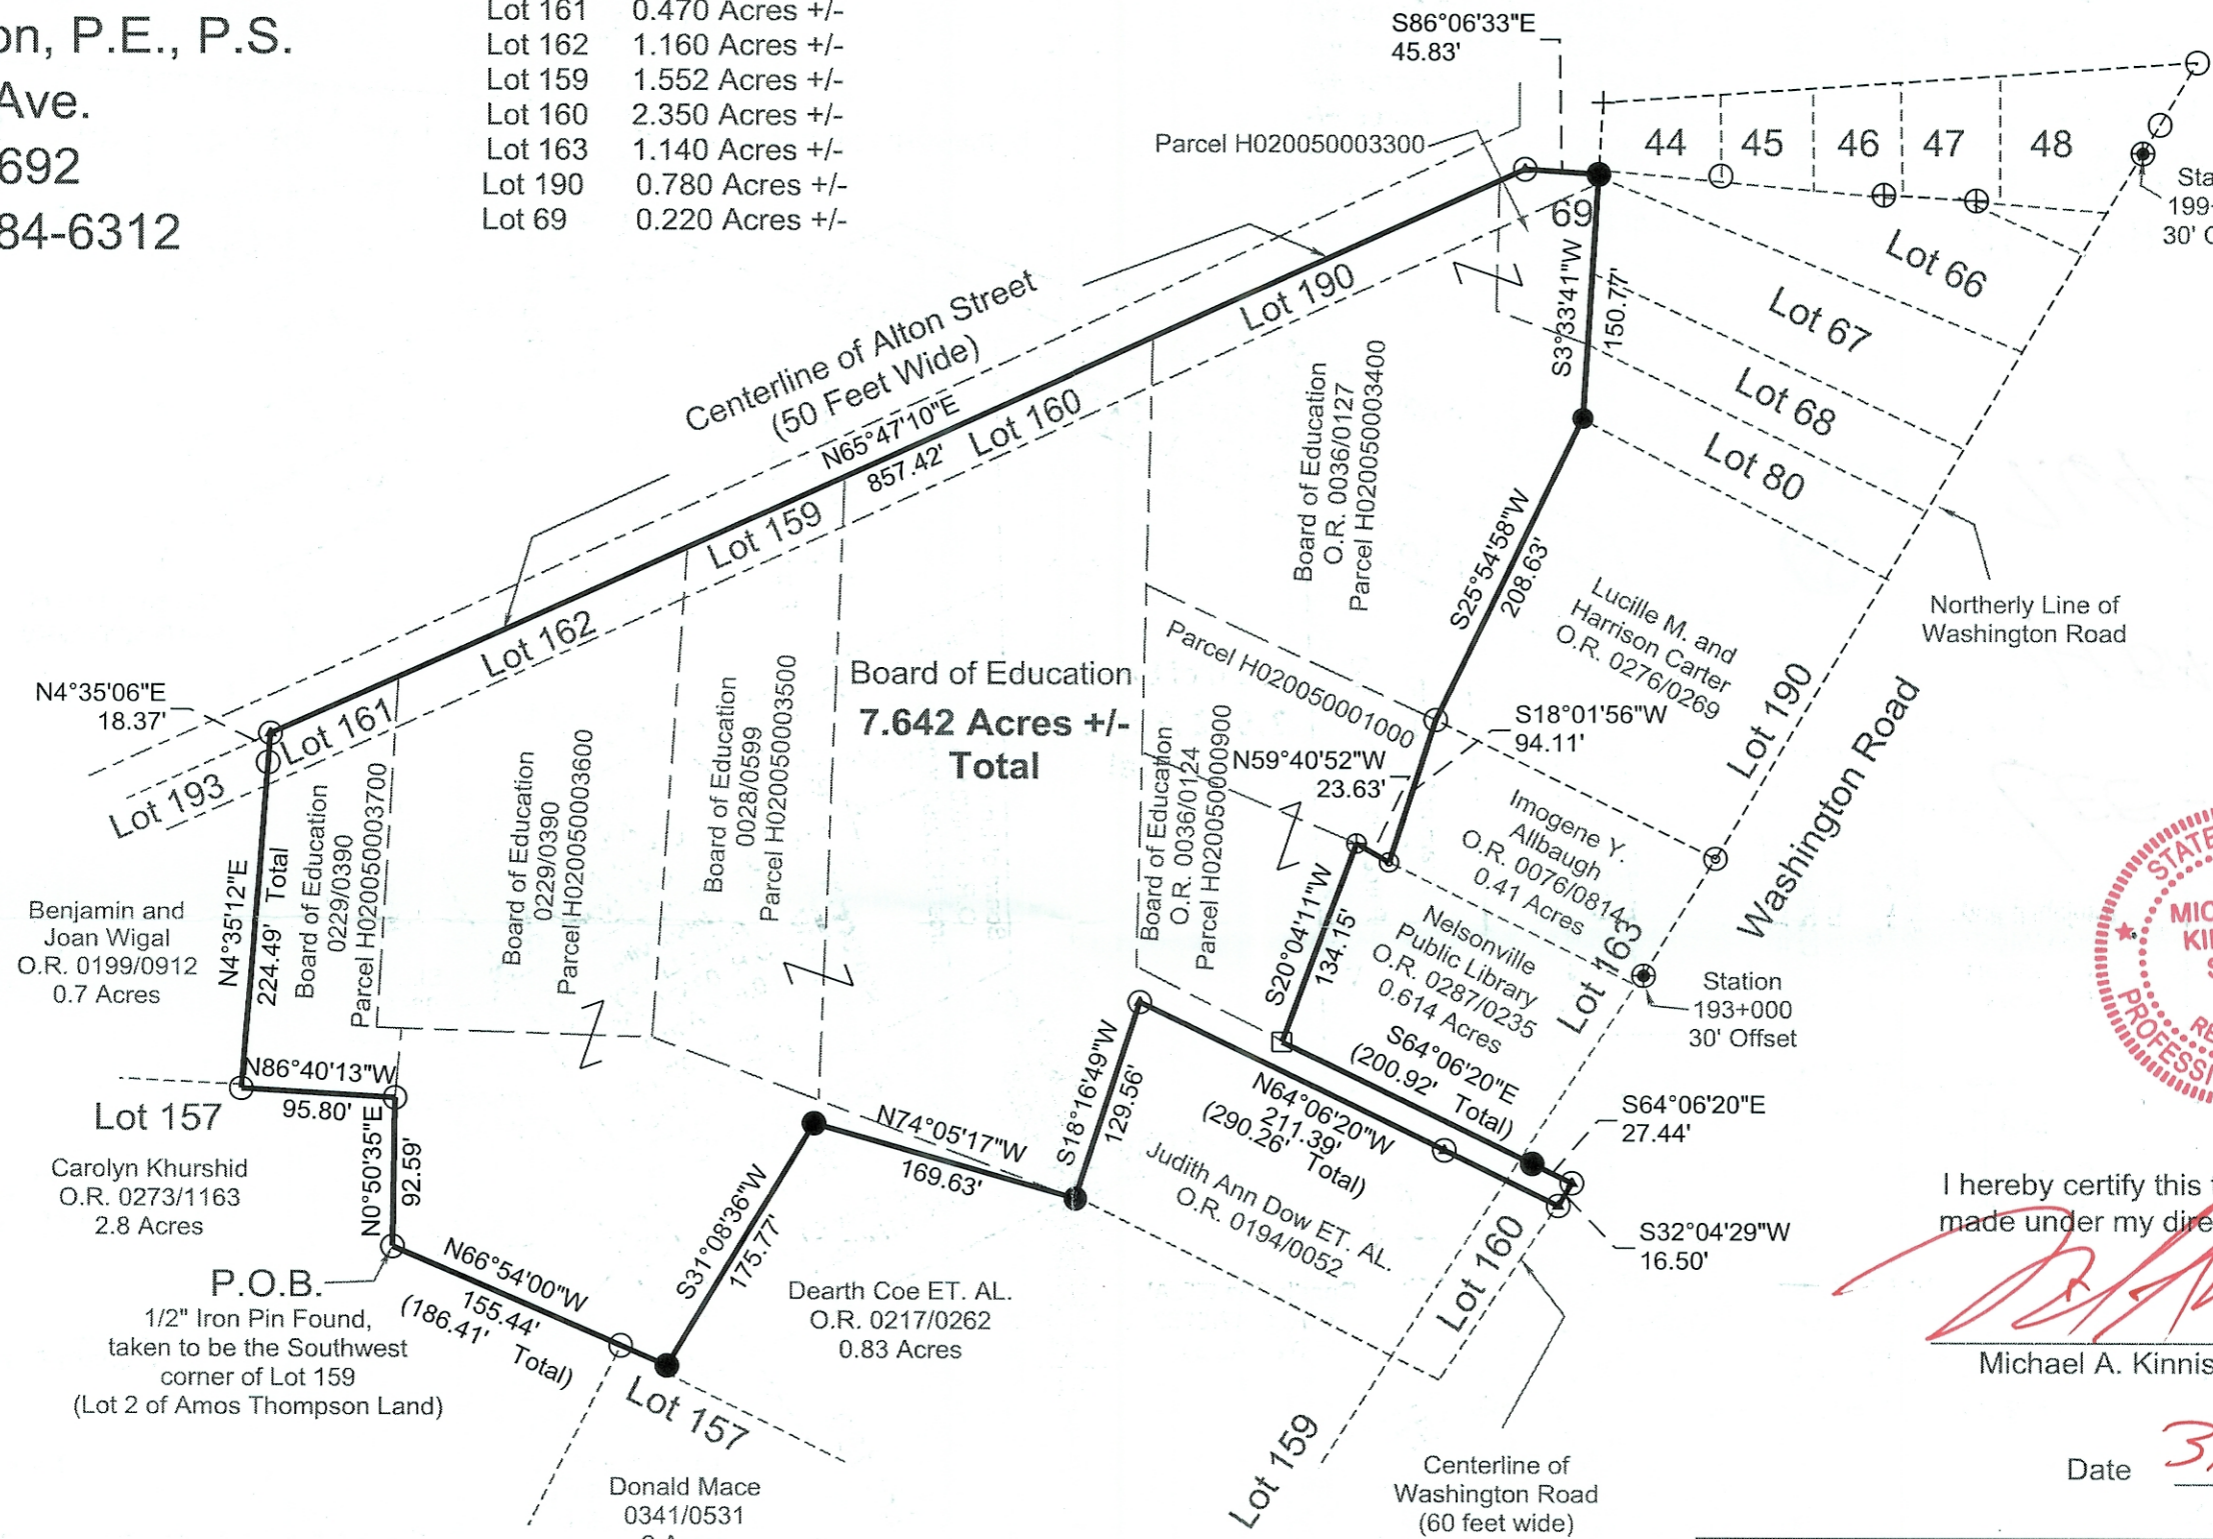 on, P.E., P.S.
Ave.
692
84-6312
Lot 161 0.470 Acres +/-
Lot 162 1.160 Acres +/-
Lot 159 1.552 Acres +/-
Lot 160 2.350 Acres +/-
Lot 163 1.140 Acres +/-
Lot 190 0.780 Acres +/-
Lot 69 0.220 Acres +/-
S86°06'33"E
45.83'
Parcel H020050003300
44
45
46
47
48
Sta
199+
30' O
69
Lot 66
Lot 67
Lot 68
Lot 80
S3°33'41"W
150.77'
Lot 190
Centerline of Alton Street
(50 Feet Wide)
N65°47'10"E
857.42'
Lot 160
Lot 159
Lot 162
Lot 161
Lot 193
N4°35'06"E
18.37'
Board of Education
O.R. 0036/0127
Parcel H020050003400
S25°54'58"W
208.63'
Lucille M. and
Harrison Carter
O.R. 0276/0269
Northerly Line of
Washington Road
Lot 190
Washington Road
Parcel H020050001000
Board of Education
7.642 Acres +/-
Total
S18°01'56"W
94.11'
N59°40'52"W
23.63'
Board of Education
O.R. 0036/0124
Parcel H020050000900
Board of Education
0028/0599
Parcel H020050003500
Board of Education
0229/0390
Parcel H020050003600
Board of Education
0229/0390
Parcel H020050003700
N4°35'12"E
224.49' Total
Benjamin and
Joan Wigal
O.R. 0199/0912
0.7 Acres
Imogene Y.
Allbaugh
O.R. 0076/0814
0.41 Acres
Nelsonville
Public Library
O.R. 0287/0235
0.614 Acres
Lot 163
Station
193+000
30' Offset
S20°04'11"W
134.15'
S64°06'20"E
(200.92' Total)
S64°06'20"E
27.44'
S32°04'29"W
16.50'
N64°06'20"W
211.39'
(290.26' Total)
S18°16'49"W
129.56'
Judith Ann Dow ET. AL.
O.R. 0194/0052
N74°05'17"W
169.63'
S31°08'36"W
175.77'
Dearth Coe ET. AL.
O.R. 0217/0262
0.83 Acres
N86°40'13"W
95.80'
Lot 157
Carolyn Khurshid
O.R. 0273/1163
2.8 Acres
N0°50'35"E
92.59'
N66°54'00"W
155.44'
(186.41' Total)
P.O.B.
1/2" Iron Pin Found,
taken to be the Southwest
corner of Lot 159
(Lot 2 of Amos Thompson Land)
Lot 157
Donald Mace
0341/0531
Lot 160
Lot 159
Centerline of
Washington Road
(60 feet wide)
STATE
MIC
KI
S
RE
PROFESSI
I hereby certify this
made under my dire
Michael A. Kinnis
Date